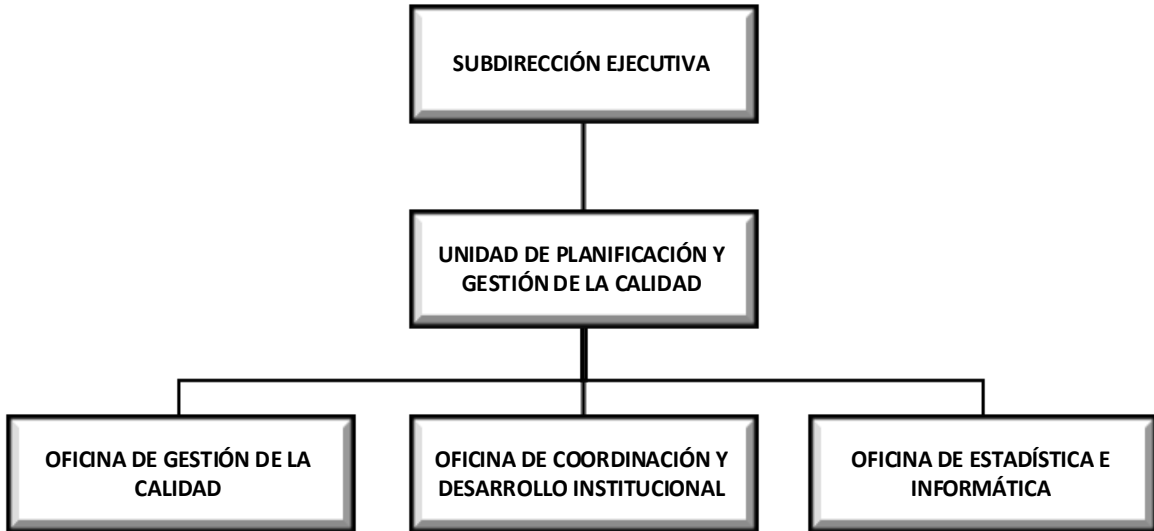 SUBDIRECCIÓN EJECUTIVA
UNIDAD DE PLANIFICACIÓN Y
GESTIÓN DE LA CALIDAD
OFICINA DE GESTIÓN DE LA
CALIDAD
OFICINA DE COORDINACIÓN Y
DESARROLLO INSTITUCIONAL
OFICINA DE ESTADÍSTICA E
INFORMÁTICA